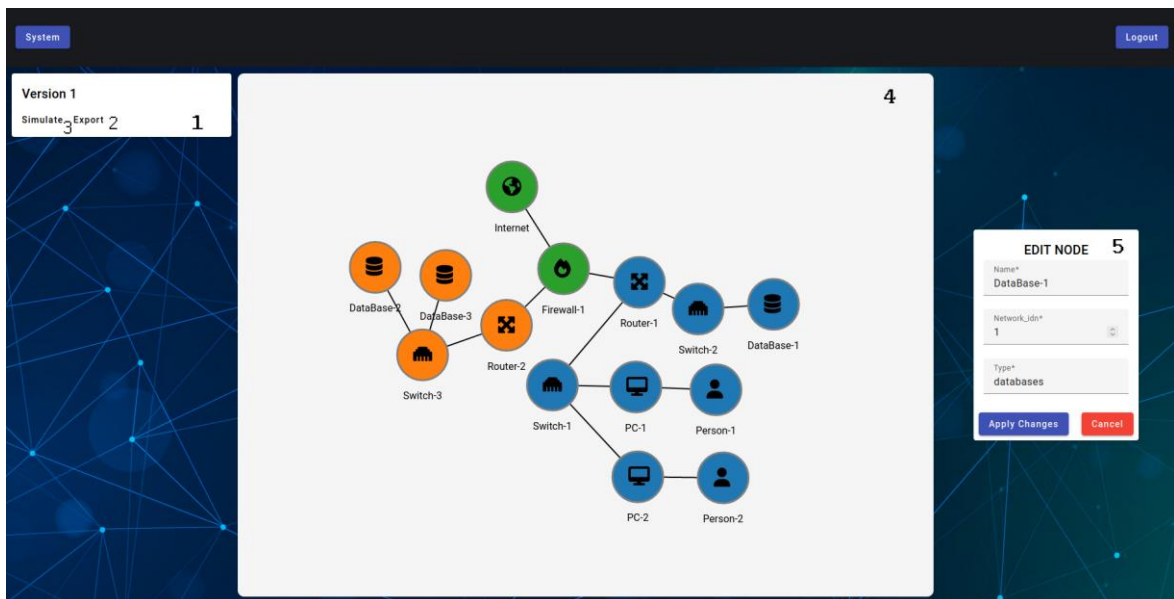 System
Logout
Version 1
Simulate 3 Export 2 1
4
Internet
DataBase-2
DataBase-3
Firewall-1
Router-1
Switch-2
DataBase-1
Router-2
Switch-3
Switch-1
PC-1
Person-1
PC-2
Person-2
EDIT NODE 5
Name*
DataBase-1
Network_idn*
1
Type*
databases
Apply Changes
Cancel